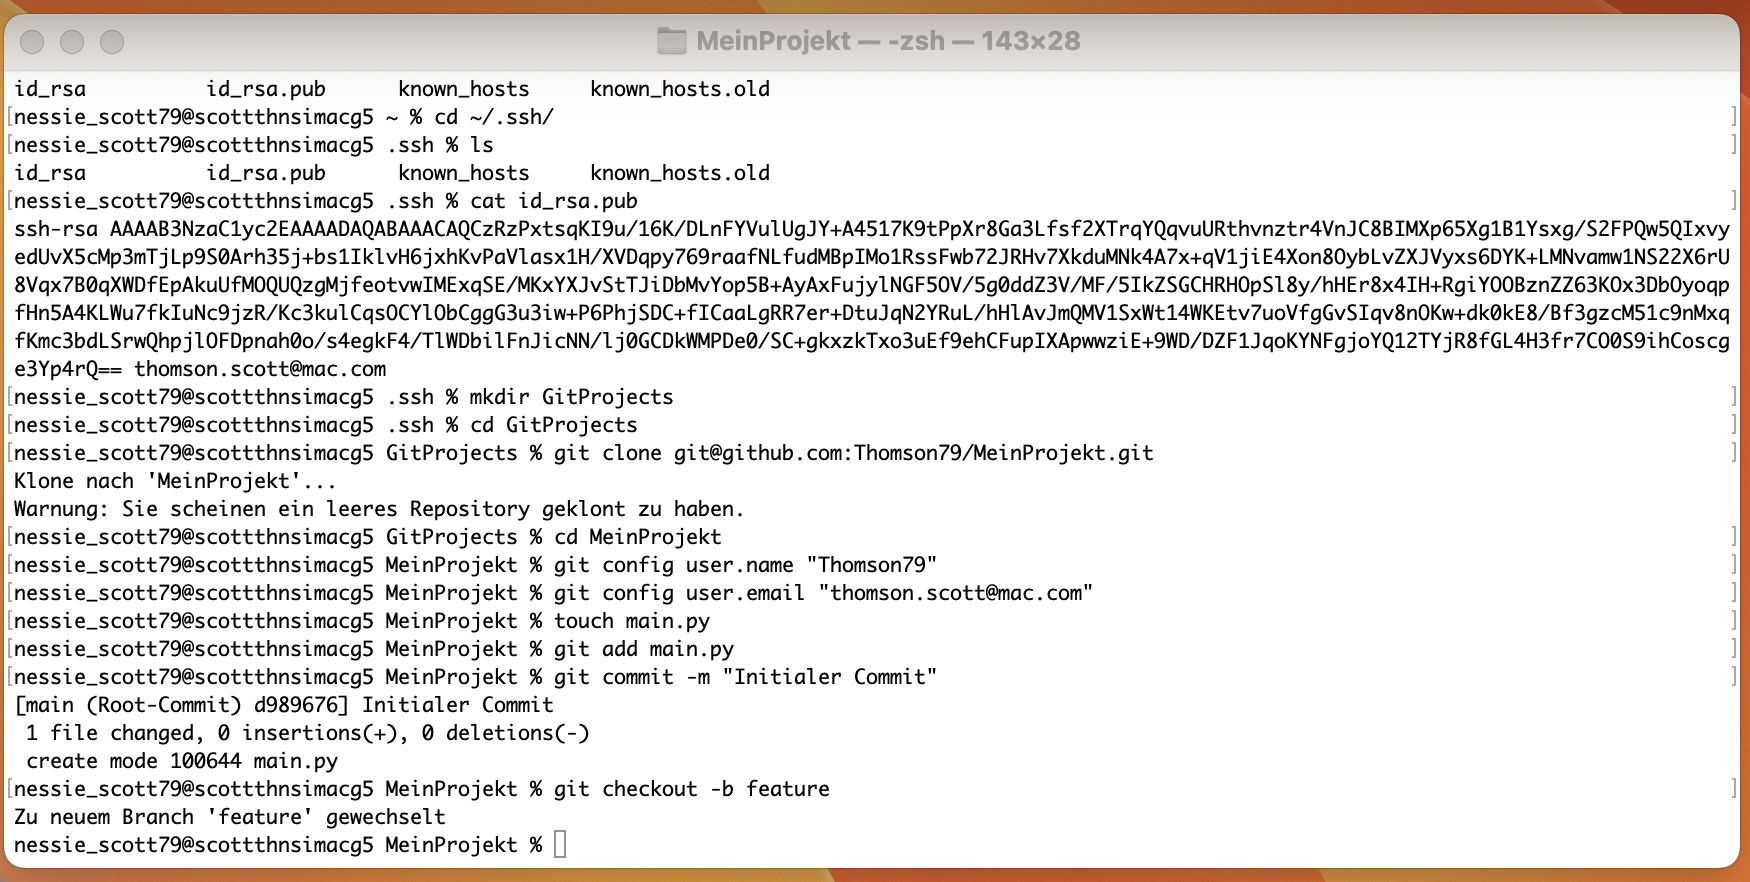 MeinProjekt — -zsh — 143×28
id_rsa id_rsa.pub known_hosts known_hosts.old
[nessie_scott79@scottthnsimacg5 ~ % cd ~/.ssh/ ]
[nessie_scott79@scottthnsimacg5 .ssh % ls ]
id_rsa id_rsa.pub known_hosts known_hosts.old
[nessie_scott79@scottthnsimacg5 .ssh % cat id_rsa.pub ]
ssh-rsa AAAAB3NzaC1yc2EAAAADAQABAAACAQCzRzPxtsqKI9u/16K/DLnFYVulUgJY+A4517K9tPpXr8Ga3Lfsf2XTrqYQqvuURthvnztr4VnJC8BIMXp65Xg1B1Ysxg/S2FPQw5QIxvy
edUvX5cMp3mTjLp9S0Arh35j+bs1IklvH6jxhKvPaVlasx1H/XVDqpy769raafNLfudMBpIMo1RssFwb72JRHv7XkduMNk4A7x+qV1jiE4Xon8OybLvZXJVyxs6DYK+LMNvamw1NS22X6rU
8Vqx7B0qXWDfEpAkuUfMOQUQzgMjfeotvwIMExqSE/MKxYXJvStTJiDbMvYop5B+AyAxFujylNGF5OV/5g0ddZ3V/MF/5IkZSGCHRHOpSl8y/hHEr8x4IH+RgiYOOBznZZ63KOx3DbOyoqp
fHn5A4KLWu7fkIuNc9jzR/Kc3kulCqsOCYlObCggG3u3iw+P6PhjSDC+fICaaLgRR7er+DtuJqN2YRuL/hHlAvJmQMV1SxWt14WKEtv7uoVfgGvSIqv8nOKw+dk0kE8/Bf3gzcM51c9nMxq
fKmc3bdLSrwQhpjlOFDpnah0o/s4egkF4/TlWDbilFnJicNN/lj0GCDkWMPDe0/SC+gkxzkTxo3uEf9ehCFupIXApwwziE+9WD/DZF1JqoKYNFgjoYQ12TYjR8fGL4H3fr7CO0S9ihCoscg
e3Yp4rQ== thomson.scott@mac.com
[nessie_scott79@scottthnsimacg5 .ssh % mkdir GitProjects ]
[nessie_scott79@scottthnsimacg5 .ssh % cd GitProjects ]
[nessie_scott79@scottthnsimacg5 GitProjects % git clone git@github.com:Thomson79/MeinProjekt.git ]
Klone nach 'MeinProjekt'...
Warnung: Sie scheinen ein leeres Repository geklont zu haben.
[nessie_scott79@scottthnsimacg5 GitProjects % cd MeinProjekt ]
[nessie_scott79@scottthnsimacg5 MeinProjekt % git config user.name "Thomson79" ]
[nessie_scott79@scottthnsimacg5 MeinProjekt % git config user.email "thomson.scott@mac.com" ]
[nessie_scott79@scottthnsimacg5 MeinProjekt % touch main.py ]
[nessie_scott79@scottthnsimacg5 MeinProjekt % git add main.py ]
[nessie_scott79@scottthnsimacg5 MeinProjekt % git commit -m "Initialer Commit" ]
[main (Root-Commit) d989676] Initialer Commit
1 file changed, 0 insertions(+), 0 deletions(-)
create mode 100644 main.py
[nessie_scott79@scottthnsimacg5 MeinProjekt % git checkout -b feature ]
Zu neuem Branch 'feature' gewechselt
nessie_scott79@scottthnsimacg5 MeinProjekt %